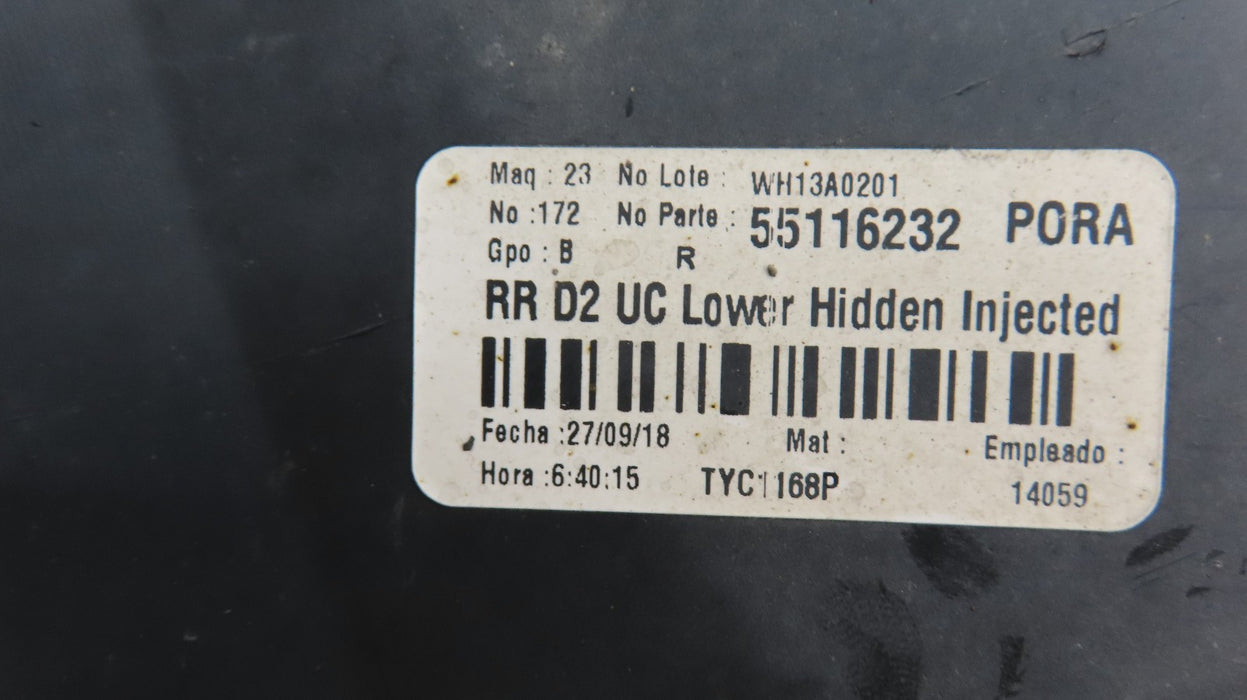 Maq : 23 No Lote : WH13A0201
No :172 No Parte : 55116232 PORA
Gpo : B R
RR D2 UC Lower Hidden Injected
Fecha :27/09/18 Mat : Empleado :
Hora :6:40:15 TYC1168P 14059